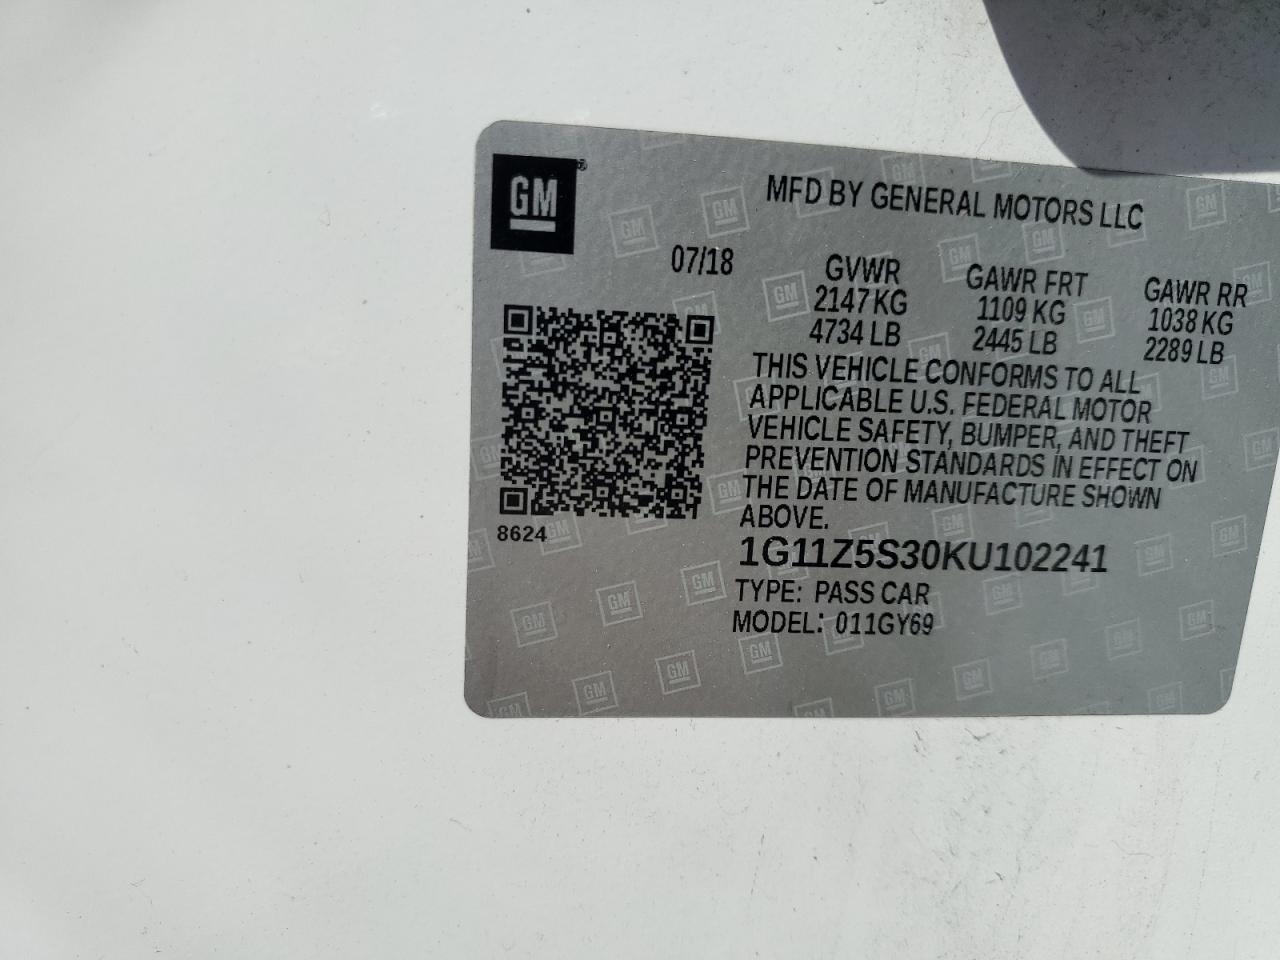 GM
MFD BY GENERAL MOTORS LLC
07/18 GVWR GAWR FRT GAWR RR
2147 KG 1109 KG 1038 KG
4734 LB 2445 LB 2289 LB
THIS VEHICLE CONFORMS TO ALL
APPLICABLE U.S. FEDERAL MOTOR
VEHICLE SAFETY, BUMPER, AND THEFT
PREVENTION STANDARDS IN EFFECT ON
THE DATE OF MANUFACTURE SHOWN
ABOVE.
8624
1G11Z5S30KU102241
TYPE: PASS CAR
MODEL: 011GY69